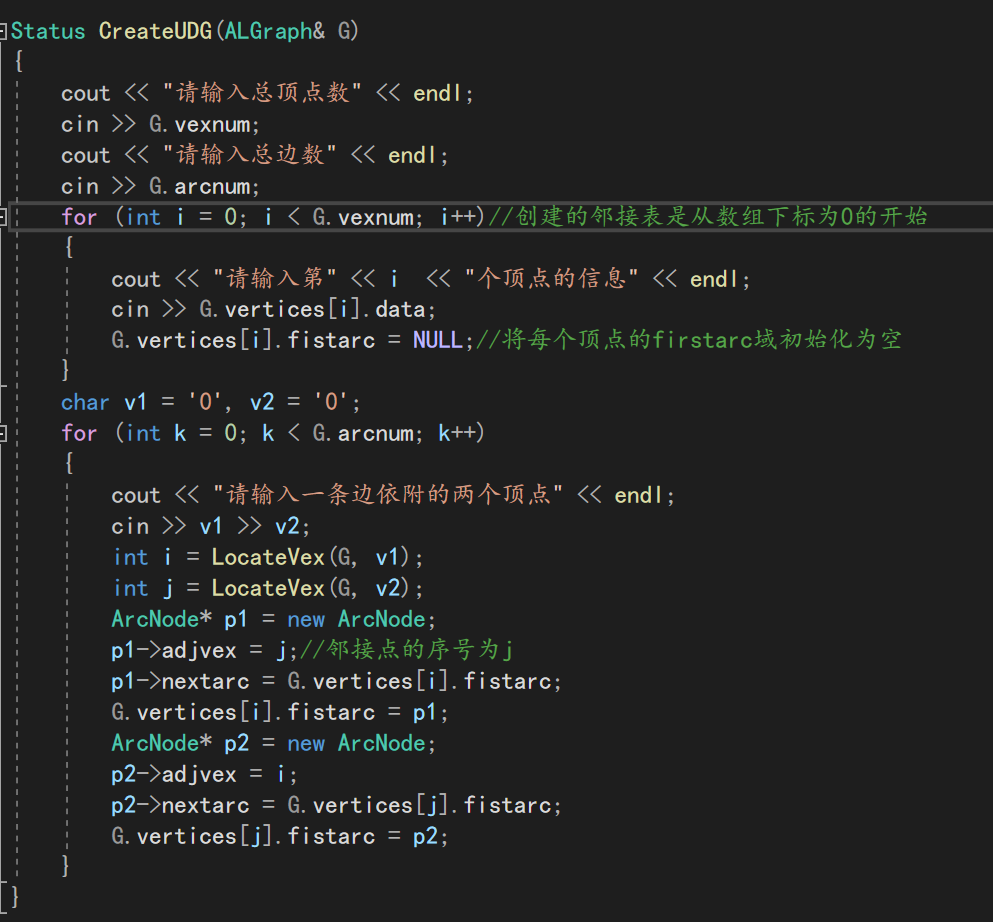 Status CreateUDG(ALGraph& G)
{
cout << "请输入总顶点数" << endl;
cin >> G.vexnum;
cout << "请输入总边数" << endl;
cin >> G.arcnum;
for (int i = 0; i < G.vexnum; i++)//创建的邻接表是从数组下标为0的开始
{
cout << "请输入第" << i  << "个顶点的信息" << endl;
cin >> G.vertices[i].data;
G.vertices[i].fistarc = NULL;//将每个顶点的firstarc域初始化为空
}
char v1 = '0', v2 = '0';
for (int k = 0; k < G.arcnum; k++)
{
cout << "请输入一条边依附的两个顶点" << endl;
cin >> v1 >> v2;
int i = LocateVex(G, v1);
int j = LocateVex(G, v2);
ArcNode* p1 = new ArcNode;
p1->adjvex = j;//邻接点的序号为j
p1->nextarc = G.vertices[i].fistarc;
G.vertices[i].fistarc = p1;
ArcNode* p2 = new ArcNode;
p2->adjvex = i;
p2->nextarc = G.vertices[j].fistarc;
G.vertices[j].fistarc = p2;
}
}